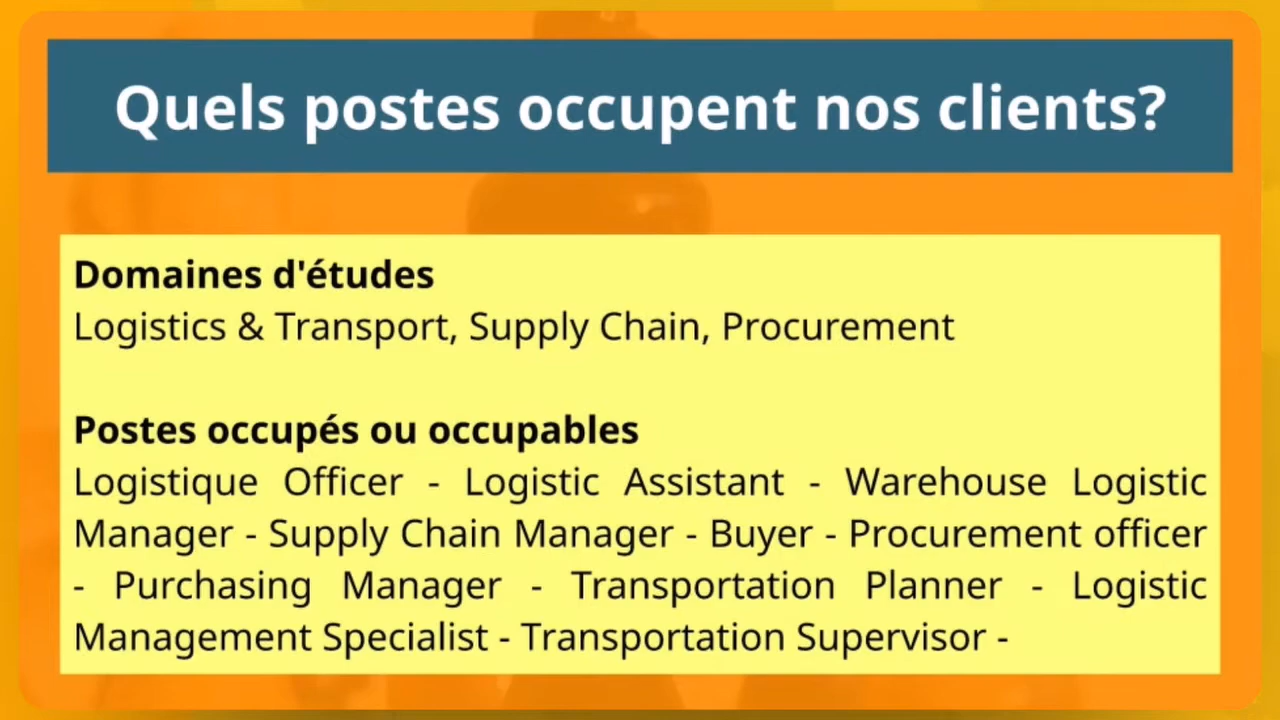 Quels postes occupent nos clients?
Domaines d'études
Logistics & Transport, Supply Chain, Procurement
Postes occupés ou occupables
Logistique Officer - Logistic Assistant - Warehouse Logistic
Manager - Supply Chain Manager - Buyer - Procurement officer
- Purchasing Manager - Transportation Planner - Logistic
Management Specialist - Transportation Supervisor -